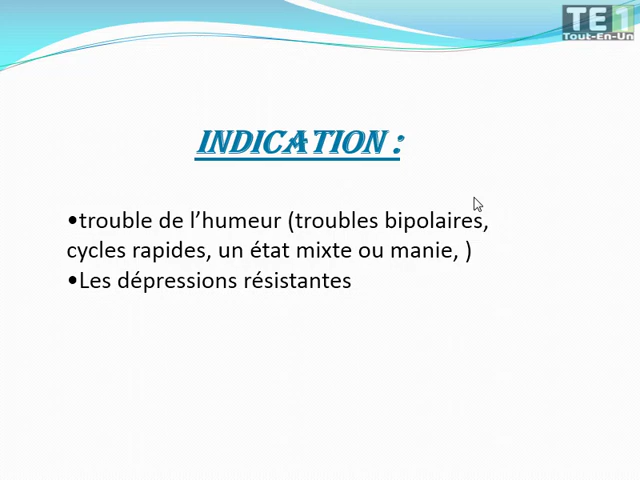 TE1
Tout-En-Un
INDICATION :
•trouble de l’humeur (troubles bipolaires,
cycles rapides, un état mixte ou manie, )
•Les dépressions résistantes